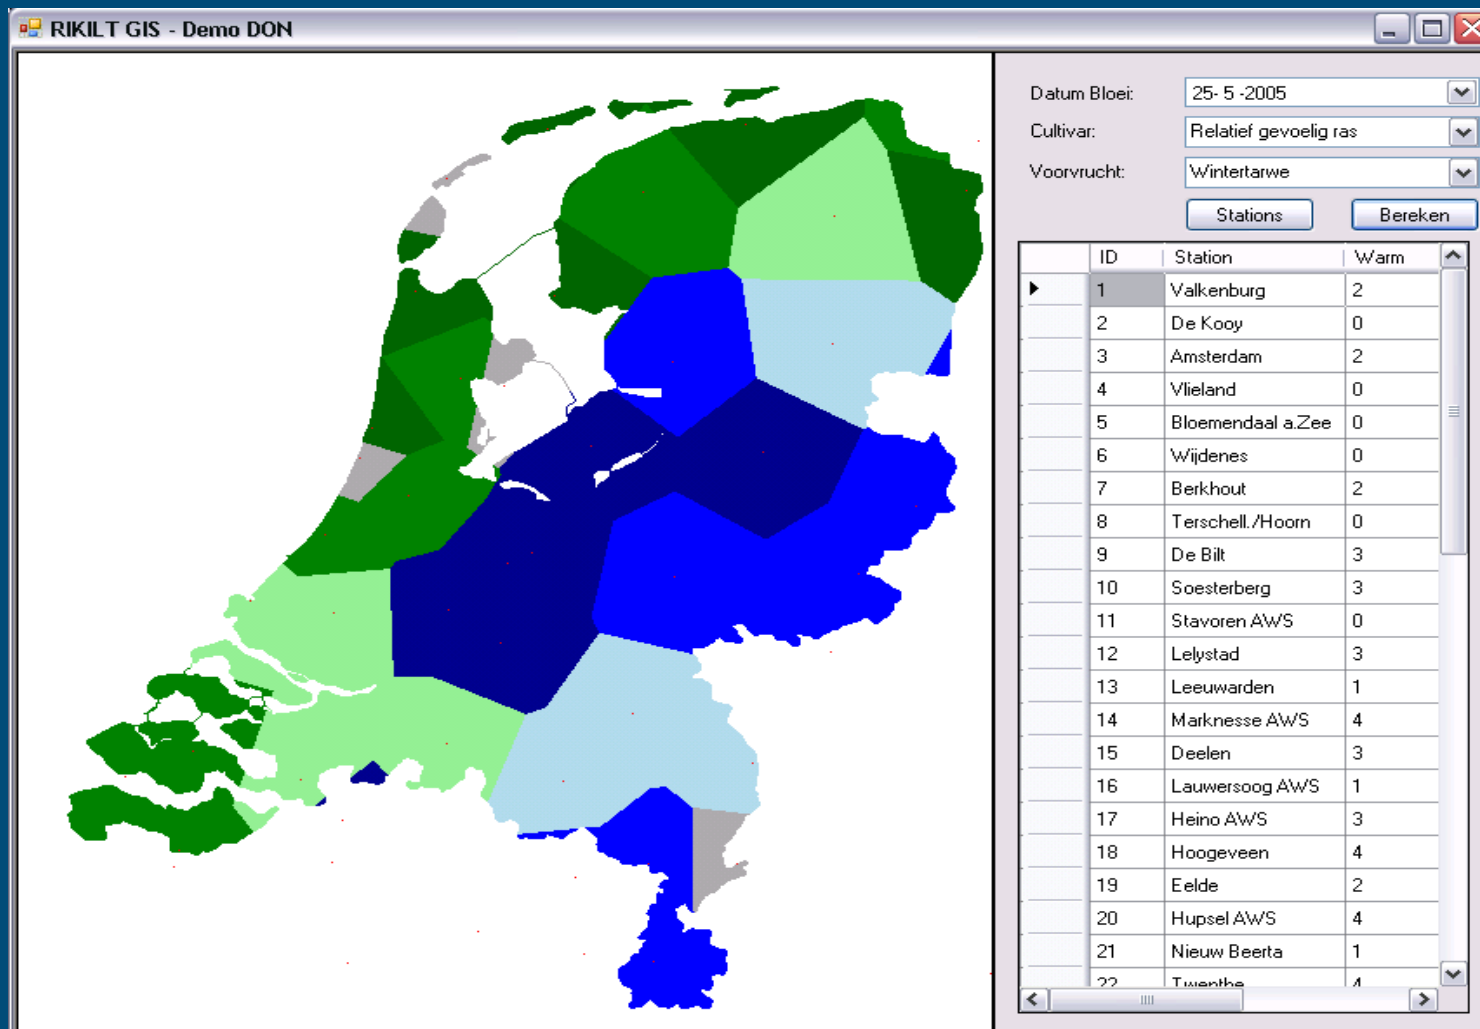 RIKILT GIS - Demo DON
Datum Bloei: 25- 5 -2005
Cultivar: Relatief gevoelig ras
Voorvrucht: Wintertarwe
Stations Bereken
ID Station Warm
1 Valkenburg 2
2 De Kooy 0
3 Amsterdam 2
4 Vlieland 0
5 Bloemendaal a.Zee 0
6 Wijdenes 0
7 Berkhout 2
8 Terschell./Hoorn 0
9 De Bilt 3
10 Soesterberg 3
11 Stavoren AWS 0
12 Lelystad 3
13 Leeuwarden 1
14 Marknesse AWS 4
15 Deelen 3
16 Lauwersoog AWS 1
17 Heino AWS 3
18 Hoogeveen 4
19 Eelde 2
20 Hupsel AWS 4
21 Nieuw Beerta 1
22 Twenthe 4